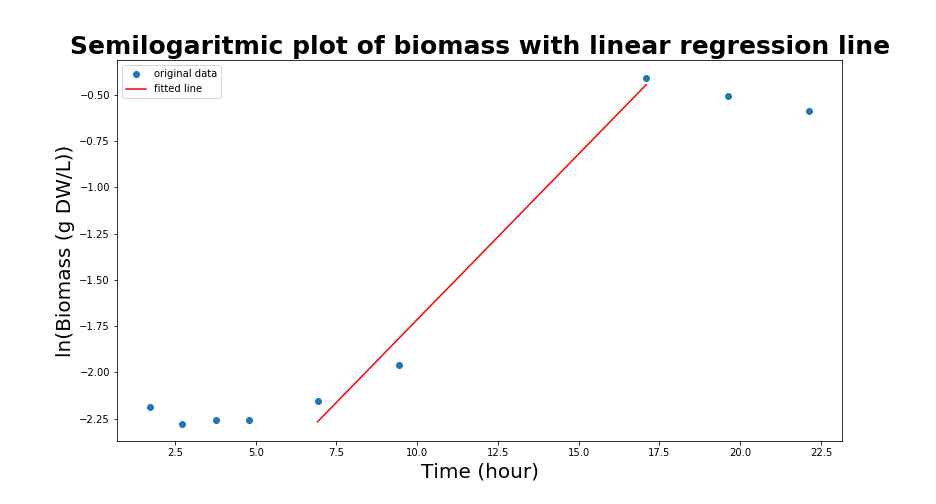 Semilogaritmic plot of biomass with linear regression line
original data
fitted line
ln(Biomass (g DW/L))
−0.50
−0.75
−1.00
−1.25
−1.50
−1.75
−2.00
−2.25
2.5 5.0 7.5 10.0 12.5 15.0 17.5 20.0 22.5
Time (hour)